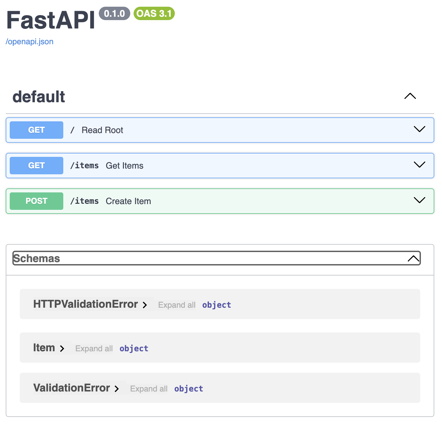 FastAPI 0.1.0 OAS 3.1
/openapi.json
default
GET / Read Root
GET /items Get Items
POST /items Create Item
Schemas
HTTPValidationError Expand all object
Item Expand all object
ValidationError Expand all object